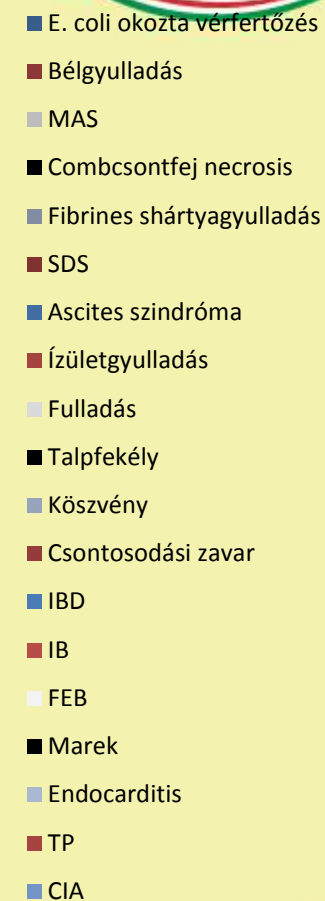 E. coli okozta vérfertőzés
Bélgyulladás
MAS
Combcsontfej necrosis
Fibrines shártyagyulladás
SDS
Ascites szindróma
Ízületgyulladás
Fulladás
Talpfekély
Köszvény
Csontosodási zavar
IBD
IB
FEB
Marek
Endocarditis
TP
CIA